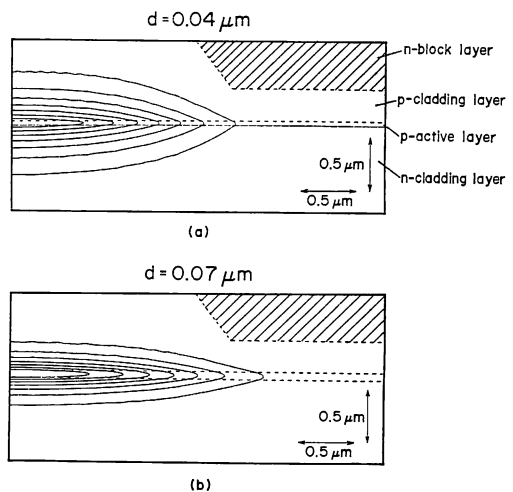 d = 0.04 μm
n-block layer
p-cladding layer
p-active layer
n-cladding layer
0.5 μm
0.5 μm
(a)
d = 0.07 μm
0.5 μm
0.5 μm
(b)